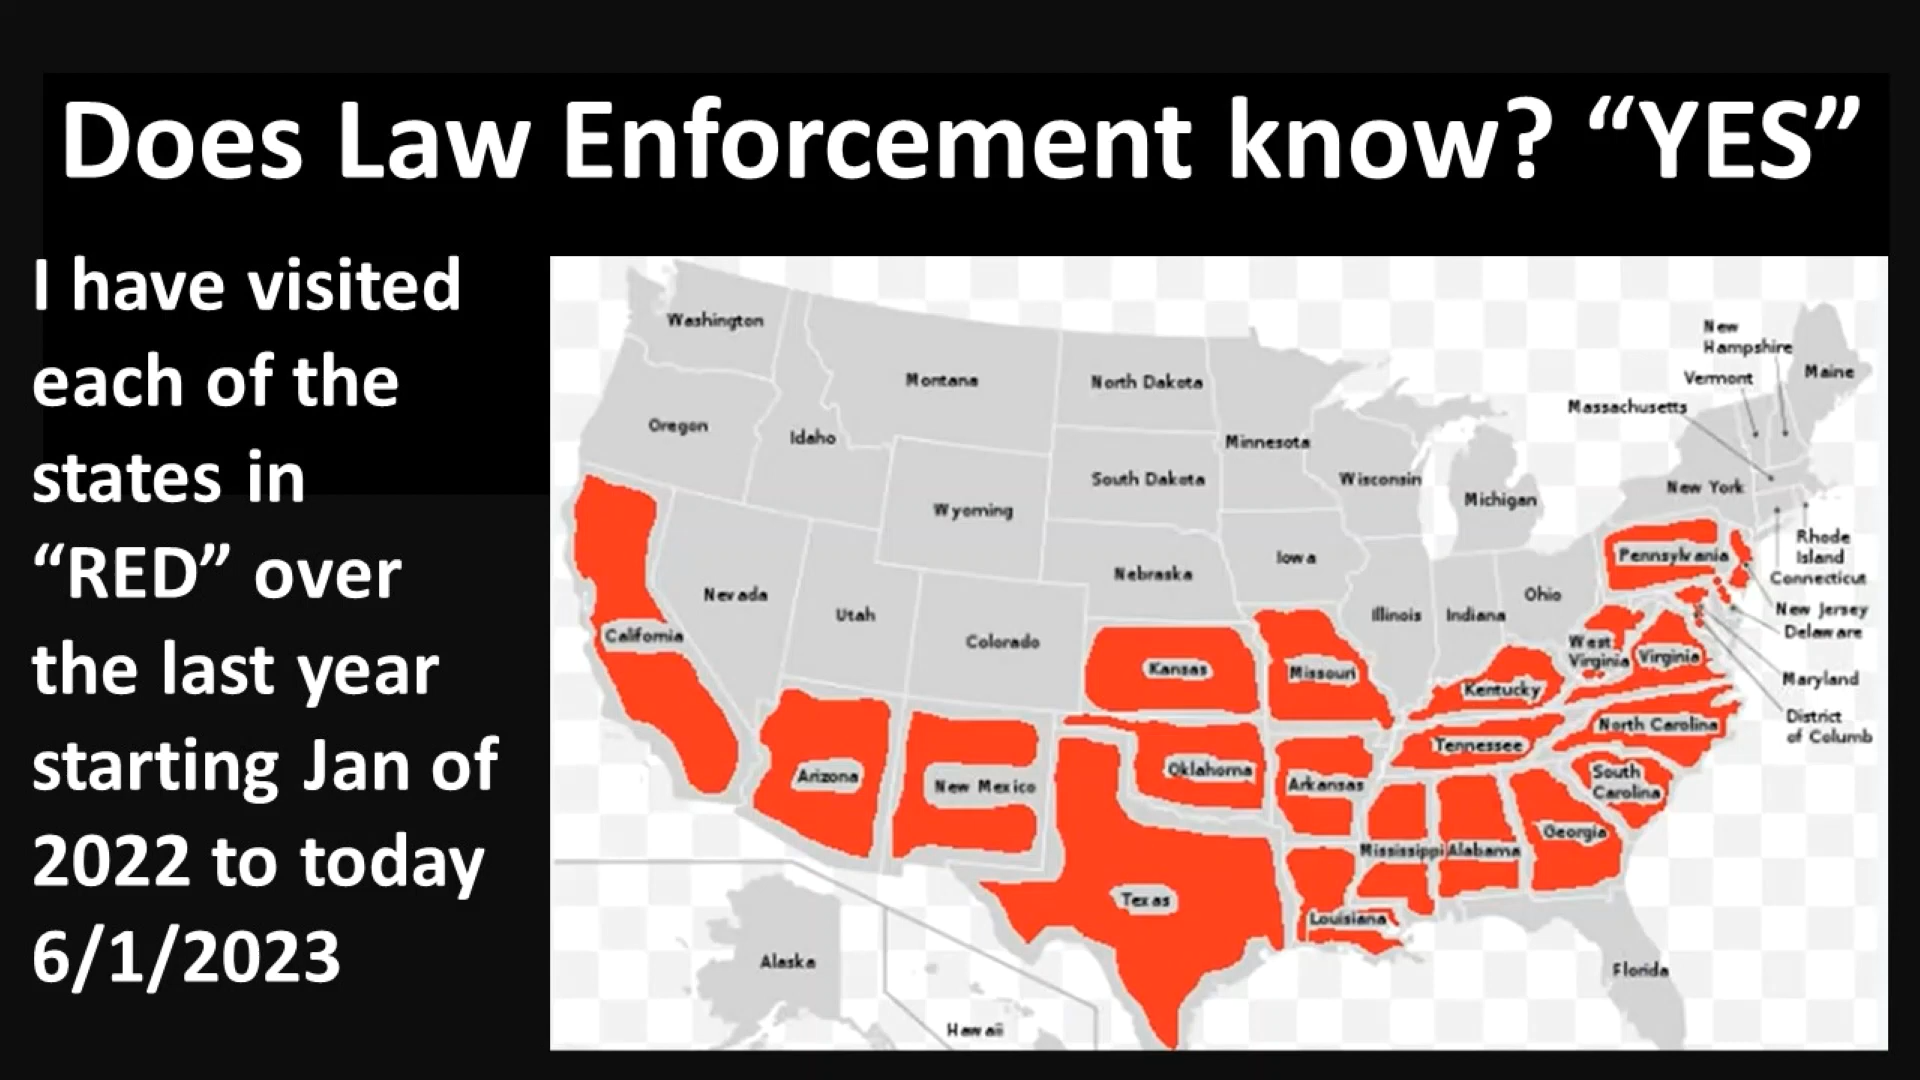 Does Law Enforcement know? “YES”
I have visited
each of the
states in
“RED” over
the last year
starting Jan of
2022 to today
6/1/2023
Washington
Oregon
Idaho
Montana
North Dakota
Minnesota
Wisconsin
Michigan
New
Hampshire
Vermont
Massachusetts
Maine
New York
South Dakota
Wyoming
Nevada
Utah
Colorado
Nebraska
Iowa
Illinois
Indiana
Ohio
Pennsylvania
Rhode
Island
Connecticut
New Jersey
Delaware
Maryland
District
of Columb
California
Kansas
Missouri
Kentucky
West
Virginia
Virginia
North Carolina
Tennessee
South
Carolina
Arizona
New Mexico
Oklahoma
Arkansas
Georgia
Mississippi
Alabama
Texas
Louisiana
Florida
Alaska
Hawaii